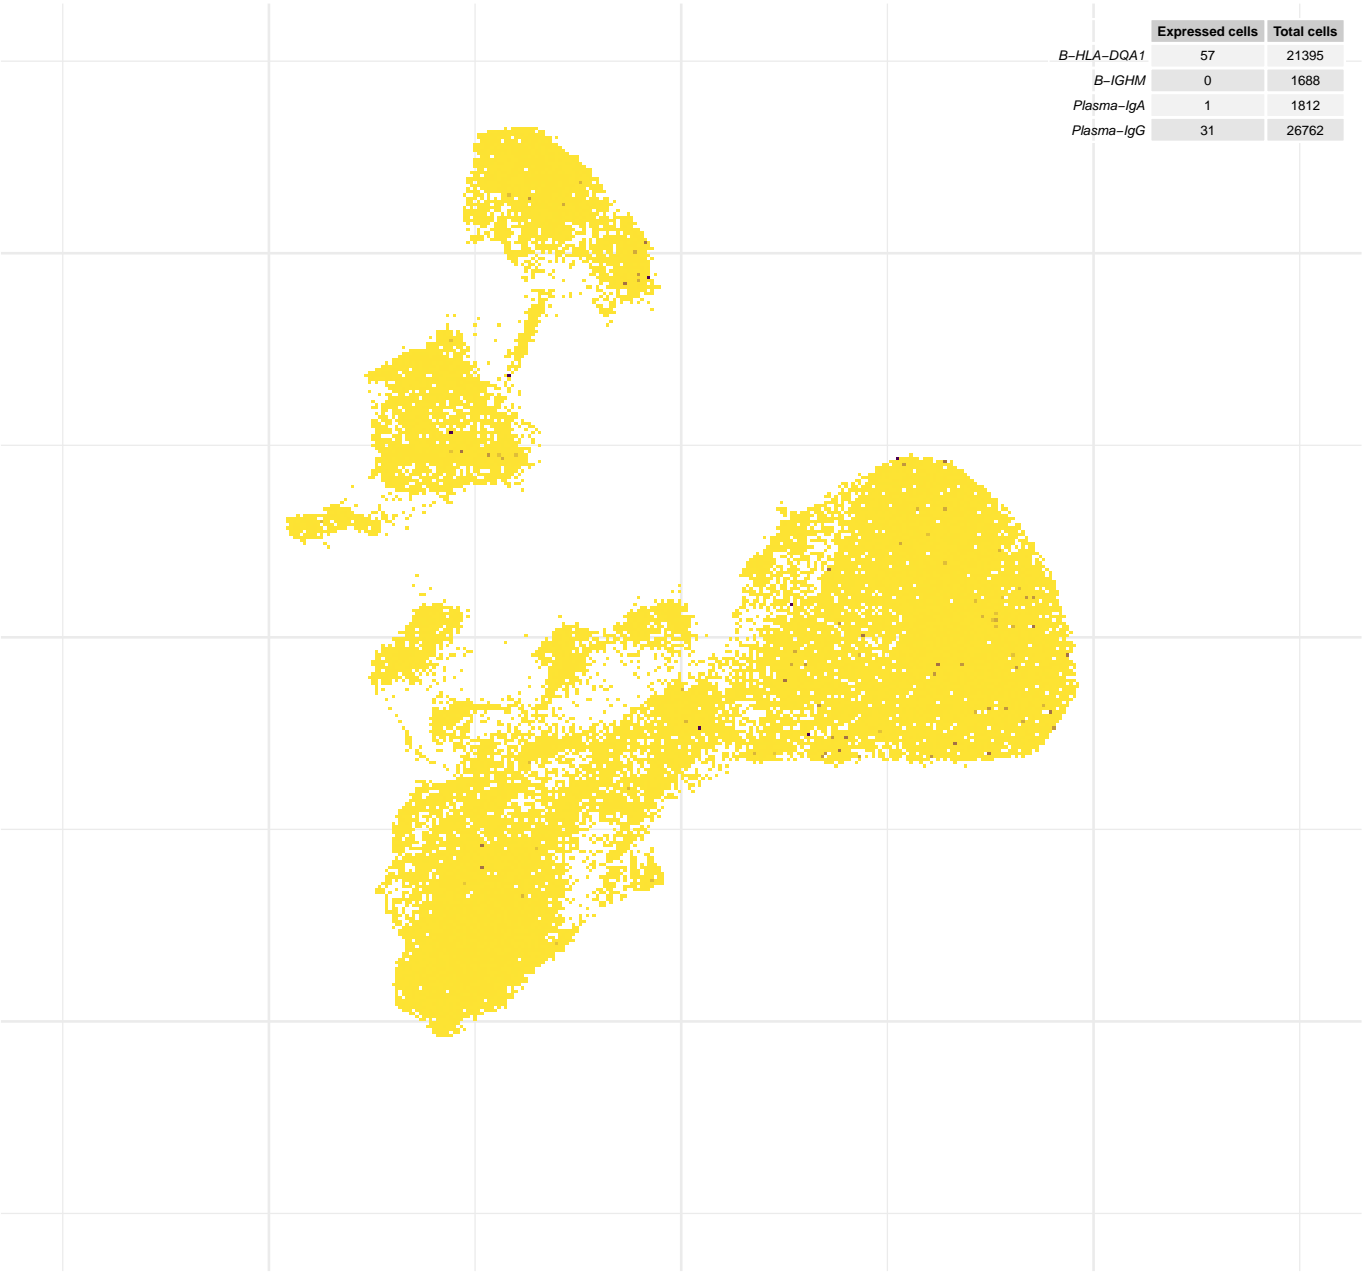 Expressed cells Total cells
B-HLA-DQA1 57 21395
B-IGHM 0 1688
Plasma-IgA 1 1812
Plasma-IgG 31 26762